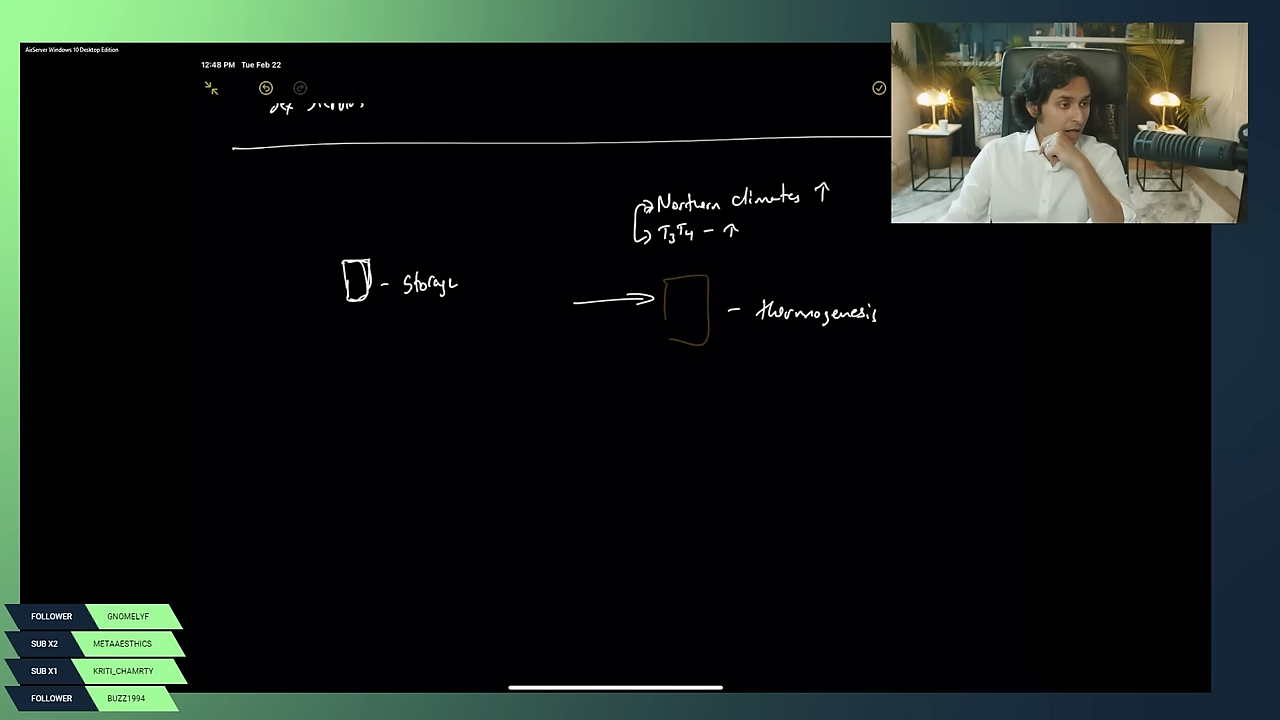 AirServer Windows 10 Desktop Edition
12:48 PM Tue Feb 22
Northern climates ↑
T3T4 - ↑
- Storage
- thermogenesis
FOLLOWER GNOMELYF
SUB X2 METAAESTHICS
SUB X1 KRITI_CHAMRTY
FOLLOWER BUZZ1994